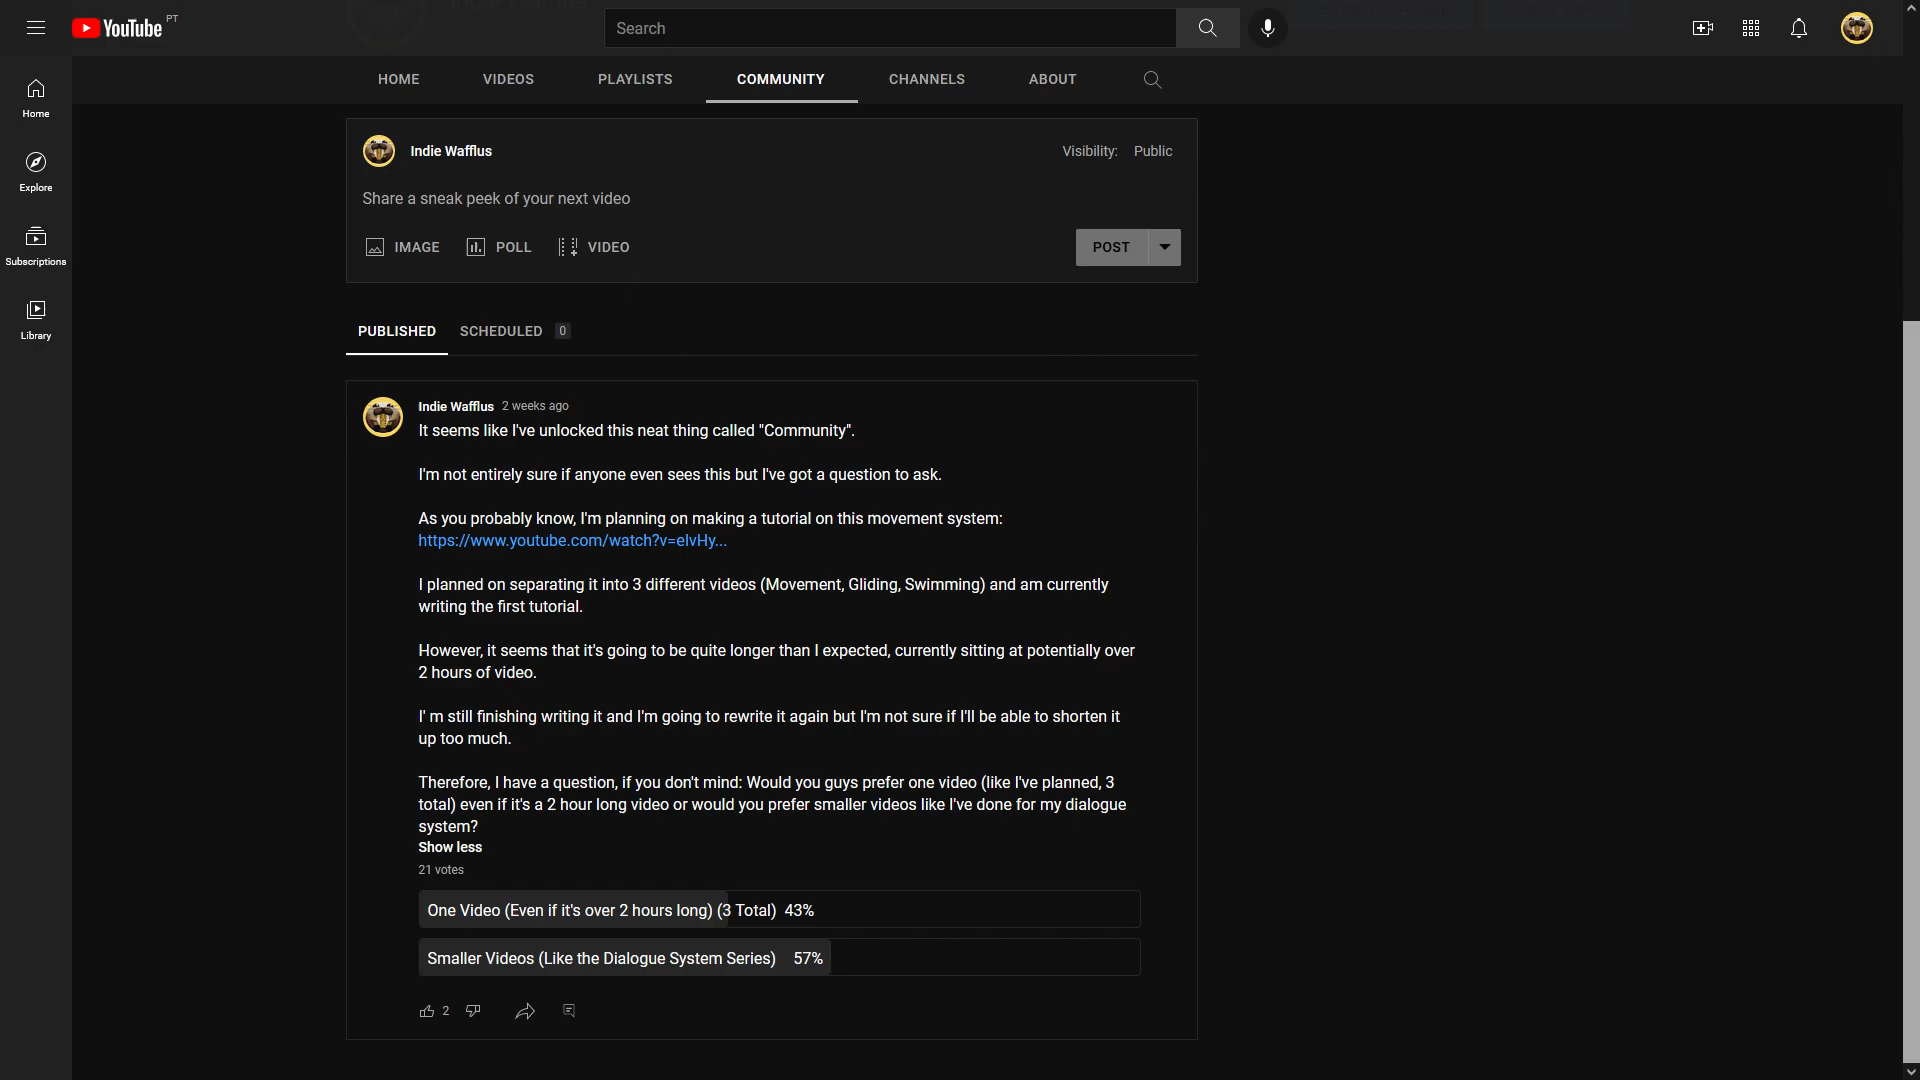 YouTube PT
Search
HOME VIDEOS PLAYLISTS COMMUNITY CHANNELS ABOUT
Home
Explore
Subscriptions
Library
Indie Wafflus
Visibility: Public
Share a sneak peek of your next video
IMAGE POLL VIDEO
POST
PUBLISHED SCHEDULED 0
Indie Wafflus 2 weeks ago
It seems like I've unlocked this neat thing called "Community".
I'm not entirely sure if anyone even sees this but I've got a question to ask.
As you probably know, I'm planning on making a tutorial on this movement system:
https://www.youtube.com/watch?v=elvHy...
I planned on separating it into 3 different videos (Movement, Gliding, Swimming) and am currently
writing the first tutorial.
However, it seems that it's going to be quite longer than I expected, currently sitting at potentially over
2 hours of video.
I' m still finishing writing it and I'm going to rewrite it again but I'm not sure if I'll be able to shorten it
up too much.
Therefore, I have a question, if you don't mind: Would you guys prefer one video (like I've planned, 3
total) even if it's a 2 hour long video or would you prefer smaller videos like I've done for my dialogue
system?
Show less
21 votes
One Video (Even if it's over 2 hours long) (3 Total) 43%
Smaller Videos (Like the Dialogue System Series) 57%
2